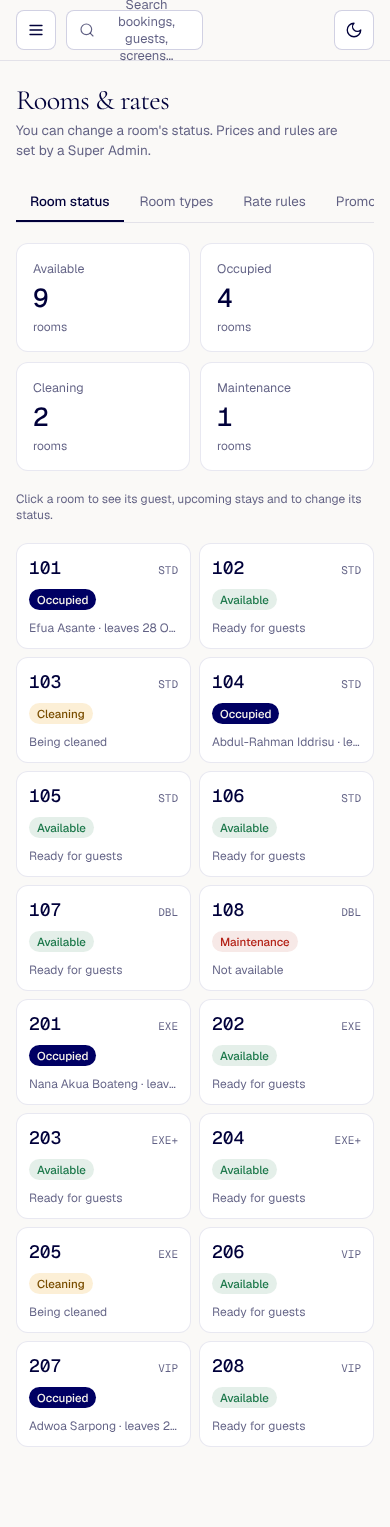 Search
bookings,
guests,
screens…
Rooms & rates
You can change a room's status. Prices and rules are
set by a Super Admin.
Room status Room types Rate rules Promo
Available Occupied
9 4
rooms rooms
Cleaning Maintenance
2 1
rooms rooms
Click a room to see its guest, upcoming stays and to change its
status.
101 STD 102 STD
Occupied Available
Efua Asante · leaves 28 O… Ready for guests
103 STD 104 STD
Cleaning Occupied
Being cleaned Abdul-Rahman Iddrisu · le…
105 STD 106 STD
Available Available
Ready for guests Ready for guests
107 DBL 108 DBL
Available Maintenance
Ready for guests Not available
201 EXE 202 EXE
Occupied Available
Nana Akua Boateng · leav… Ready for guests
203 EXE+ 204 EXE+
Available Available
Ready for guests Ready for guests
205 EXE 206 VIP
Cleaning Available
Being cleaned Ready for guests
207 VIP 208 VIP
Occupied Available
Adwoa Sarpong · leaves 2… Ready for guests